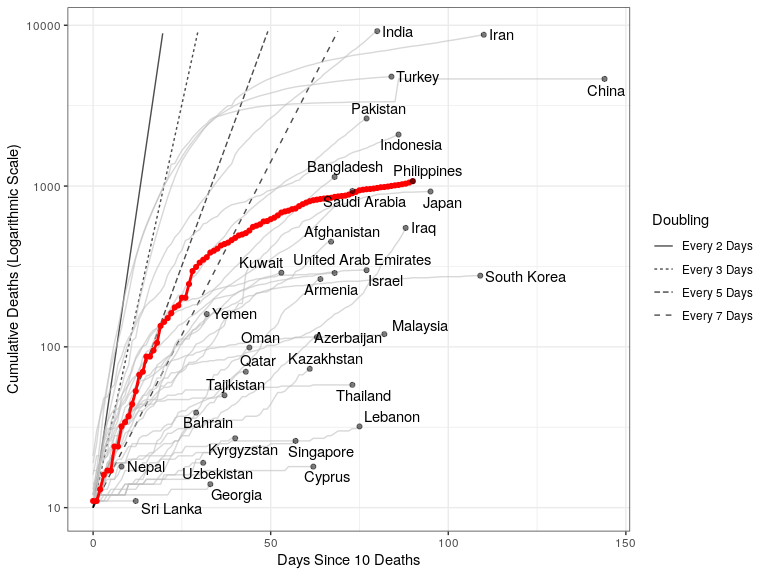 10000
1000
100
10
0
50
100
150
Cumulative Deaths (Logarithmic Scale)
Days Since 10 Deaths
India
Iran
Turkey
China
Pakistan
Indonesia
Bangladesh
Philippines
Saudi Arabia
Japan
Iraq
Afghanistan
Kuwait
United Arab Emirates
Israel
South Korea
Armenia
Yemen
Malaysia
Oman
Azerbaijan
Qatar
Kazakhstan
Tajikistan
Thailand
Bahrain
Lebanon
Kyrgyzstan
Singapore
Nepal
Uzbekistan
Cyprus
Georgia
Sri Lanka
Doubling
Every 2 Days
Every 3 Days
Every 5 Days
Every 7 Days